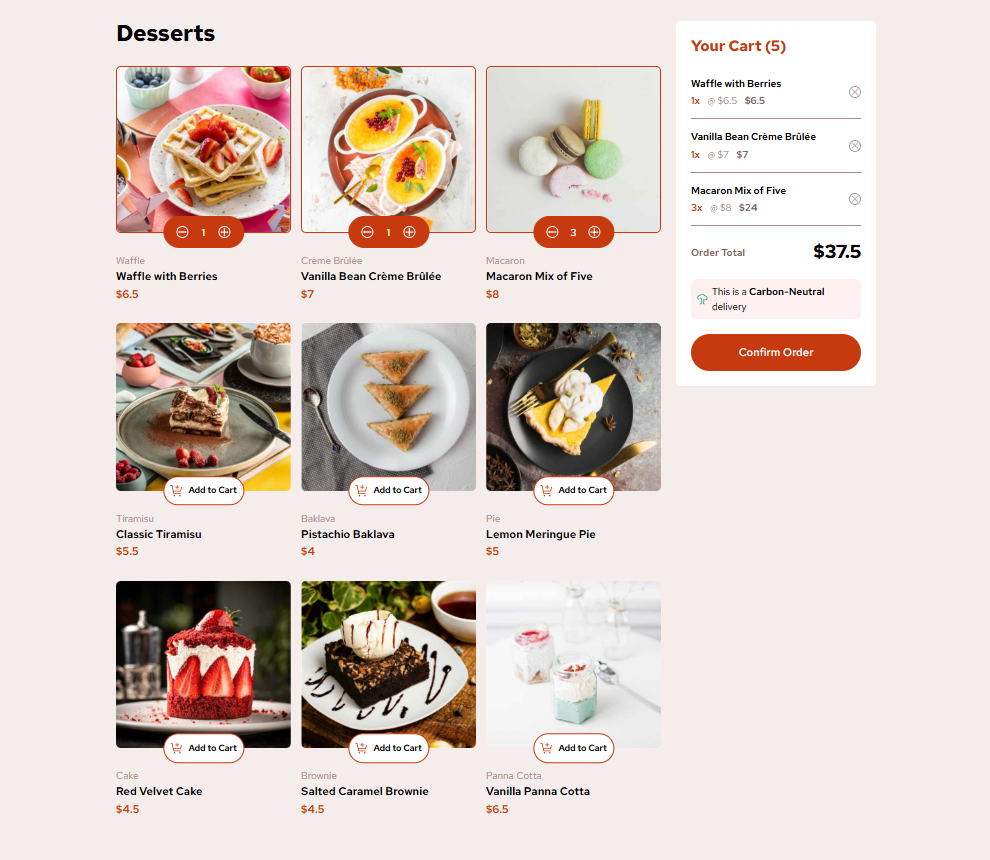 Desserts
1
Waffle
Waffle with Berries
$6.5
1
Crème Brûlée
Vanilla Bean Crème Brûlée
$7
3
Macaron
Macaron Mix of Five
$8
Add to Cart
Tiramisu
Classic Tiramisu
$5.5
Add to Cart
Baklava
Pistachio Baklava
$4
Add to Cart
Pie
Lemon Meringue Pie
$5
Add to Cart
Cake
Red Velvet Cake
$4.5
Add to Cart
Brownie
Salted Caramel Brownie
$4.5
Add to Cart
Panna Cotta
Vanilla Panna Cotta
$6.5
Your Cart (5)
Waffle with Berries
1x @ $6.5 $6.5
Vanilla Bean Crème Brûlée
1x @ $7 $7
Macaron Mix of Five
3x @ $8 $24
Order Total $37.5
This is a Carbon-Neutral
delivery
Confirm Order